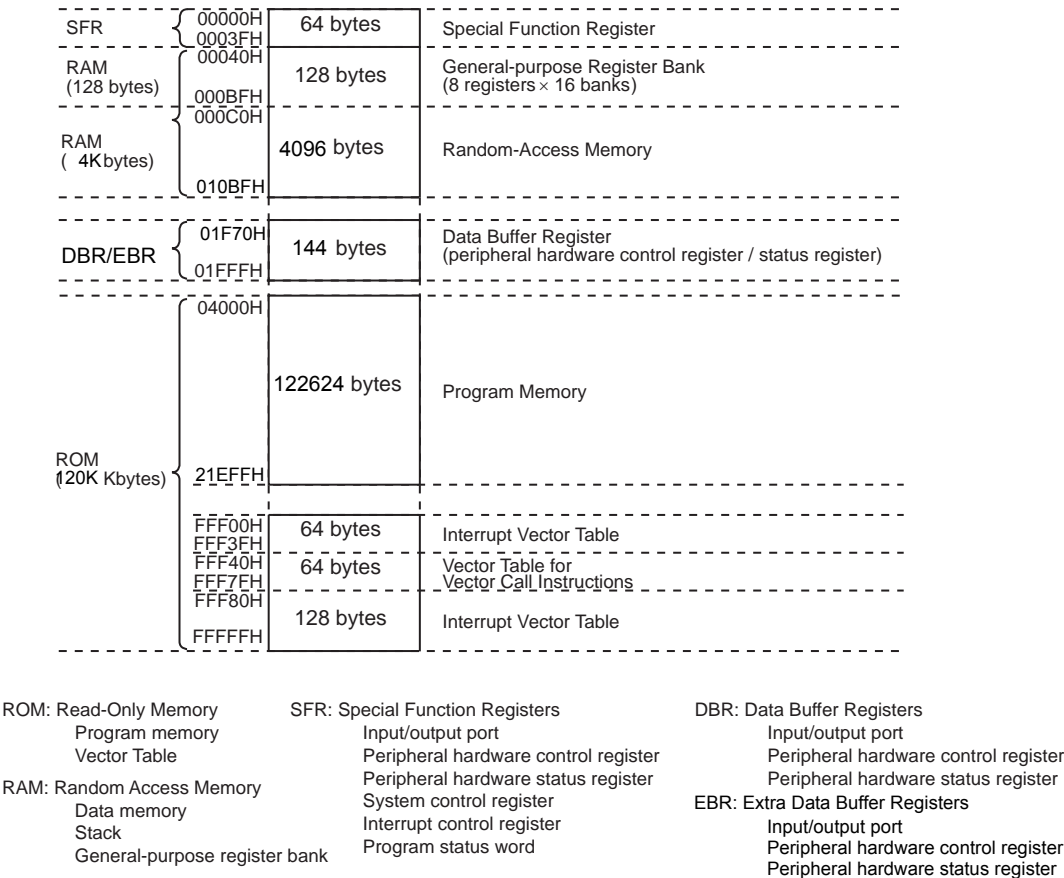 SFR
00000H
0003FH
64 bytes
Special Function Register
RAM
(128 bytes)
00040H
000BFH
128 bytes
General-purpose Register Bank
(8 registers × 16 banks)
RAM
( 4Kbytes)
000C0H
010BFH
4096 bytes
Random-Access Memory
DBR/EBR
01F70H
01FFFH
144 bytes
Data Buffer Register
(peripheral hardware control register / status register)
ROM
(120K Kbytes)
04000H
21EFFH
122624 bytes
Program Memory
FFF00H
FFF3FH
64 bytes
Interrupt Vector Table
FFF40H
FFF7FH
64 bytes
Vector Table for
Vector Call Instructions
FFF80H
FFFFFH
128 bytes
Interrupt Vector Table
ROM: Read-Only Memory
Program memory
Vector Table
RAM: Random Access Memory
Data memory
Stack
General-purpose register bank
SFR: Special Function Registers
Input/output port
Peripheral hardware control register
Peripheral hardware status register
System control register
Interrupt control register
Program status word
DBR: Data Buffer Registers
Input/output port
Peripheral hardware control register
Peripheral hardware status register
EBR: Extra Data Buffer Registers
Input/output port
Peripheral hardware control register
Peripheral hardware status register